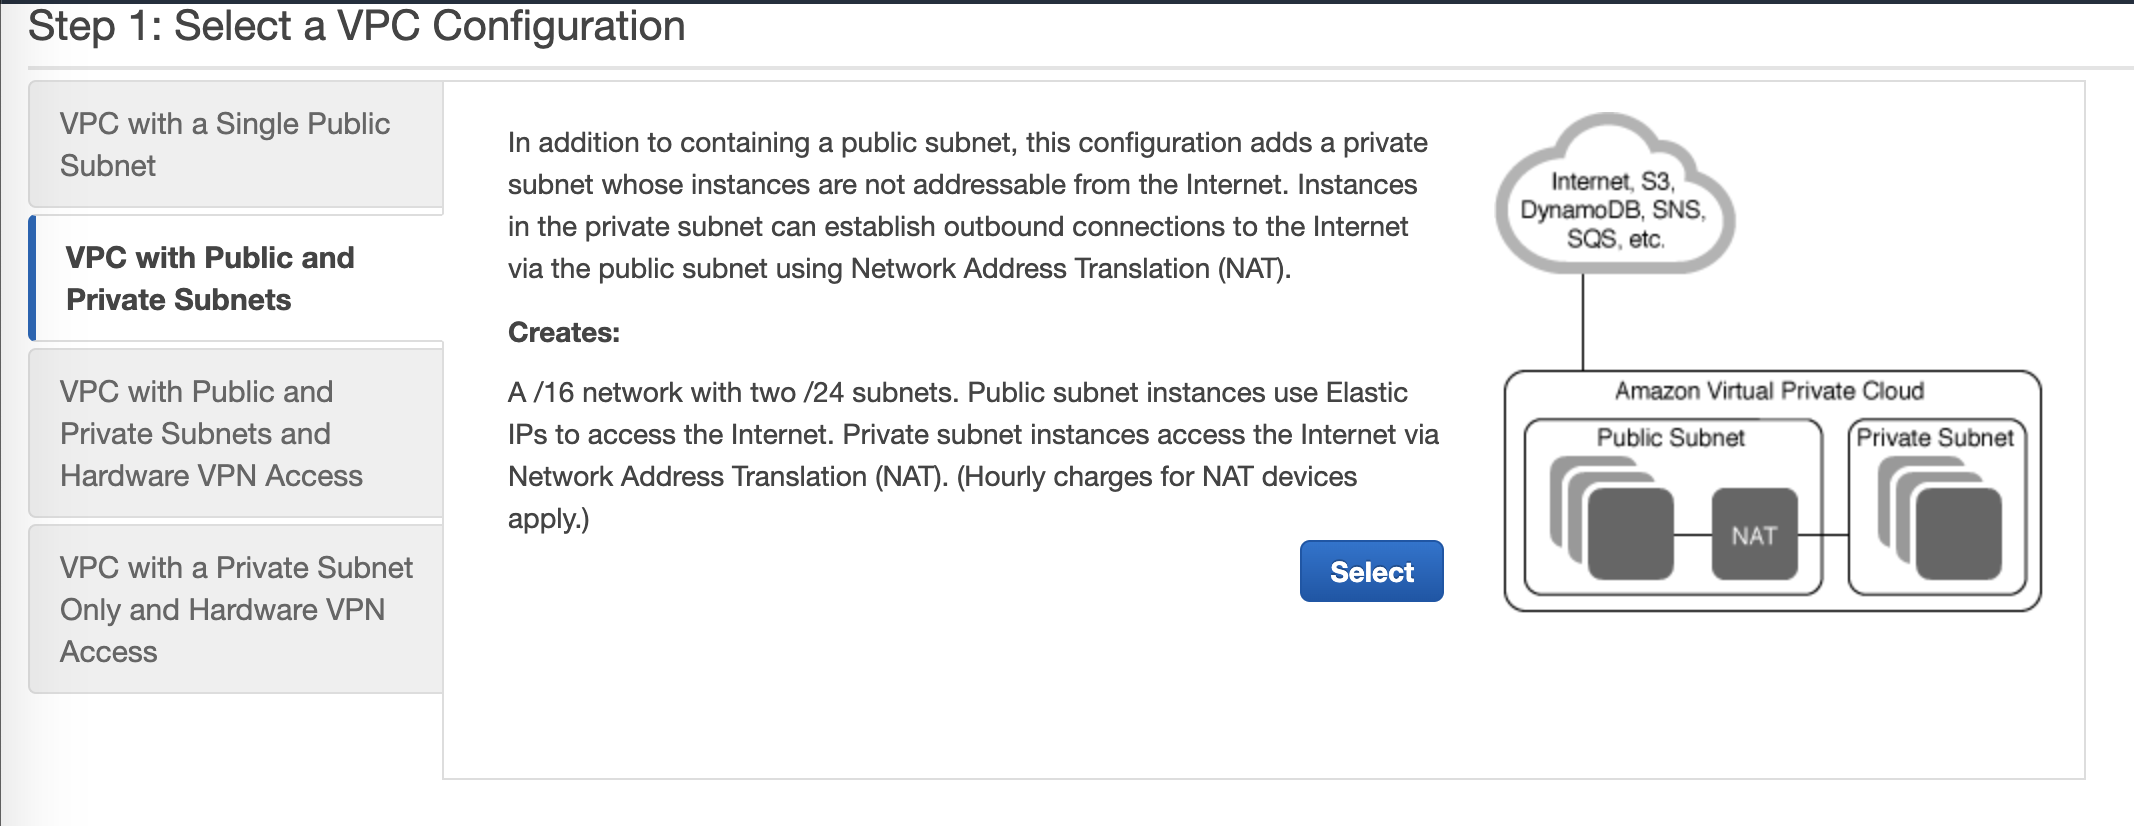 Step 1: Select a VPC Configuration
VPC with a Single Public
Subnet
VPC with Public and
Private Subnets
VPC with Public and
Private Subnets and
Hardware VPN Access
VPC with a Private Subnet
Only and Hardware VPN
Access
In addition to containing a public subnet, this configuration adds a private
subnet whose instances are not addressable from the Internet. Instances
in the private subnet can establish outbound connections to the Internet
via the public subnet using Network Address Translation (NAT).
Creates:
A /16 network with two /24 subnets. Public subnet instances use Elastic
IPs to access the Internet. Private subnet instances access the Internet via
Network Address Translation (NAT). (Hourly charges for NAT devices
apply.)
Select
Internet, S3,
DynamoDB, SNS,
SQS, etc.
Amazon Virtual Private Cloud
Public Subnet
Private Subnet
NAT